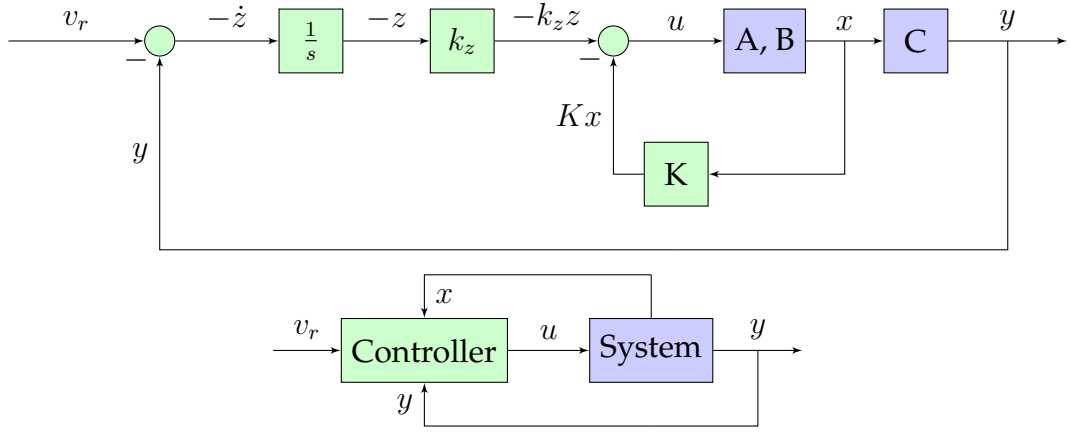 v_r −ż 1/s −z k_z −k_z z u A, B x C y
−
−
y
Kx
K
x
v_r Controller u System y
y